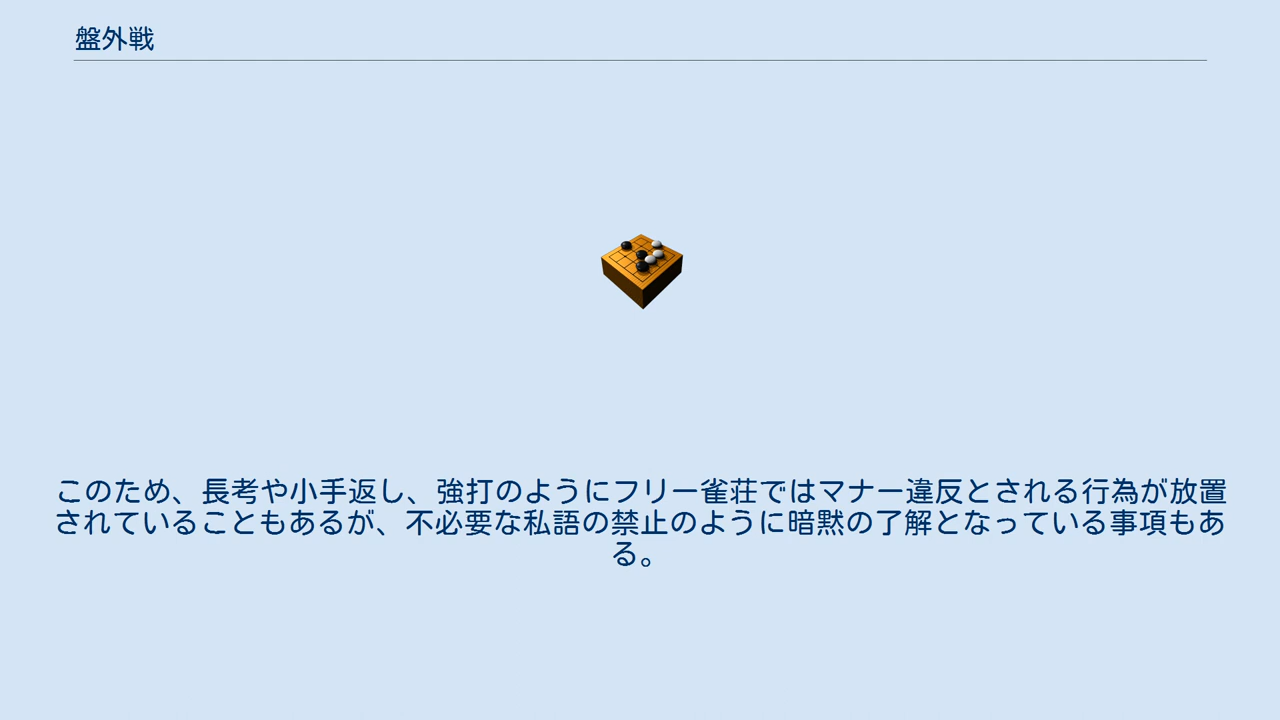 盤外戦
このため、長考や小手返し、強打のようにフリー雀荘ではマナー違反とされる行為が放置
されていることもあるが、不必要な私語の禁止のように暗黙の了解となっている事項もあ
る。